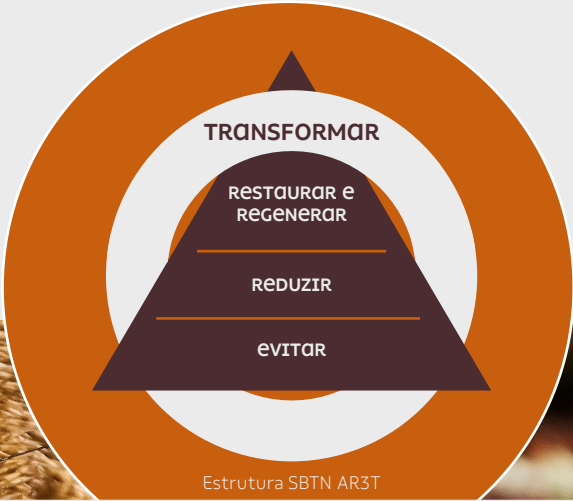 TRANSFORMAR
RESTAURAR e
REGENERAR
REDUZIR
EVITAR
Estrutura SBTN AR3T